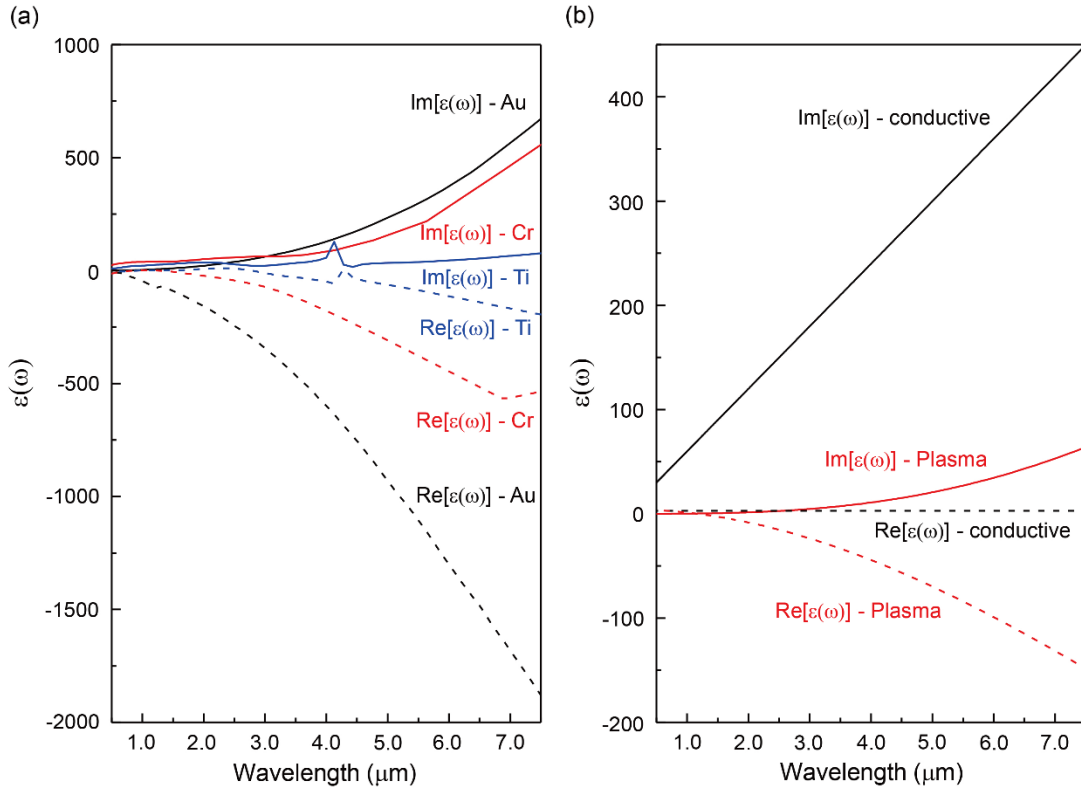 (a)
1000
500
0
-500
-1000
-1500
-2000
ε(ω)
Im[ε(ω)] - Au
Im[ε(ω)] - Cr
Im[ε(ω)] - Ti
Re[ε(ω)] - Ti
Re[ε(ω)] - Cr
Re[ε(ω)] - Au
1.0 2.0 3.0 4.0 5.0 6.0 7.0
Wavelength (μm)
(b)
400
300
200
100
0
-100
-200
ε(ω)
Im[ε(ω)] - conductive
Im[ε(ω)] - Plasma
Re[ε(ω)] - conductive
Re[ε(ω)] - Plasma
1.0 2.0 3.0 4.0 5.0 6.0 7.0
Wavelength (μm)